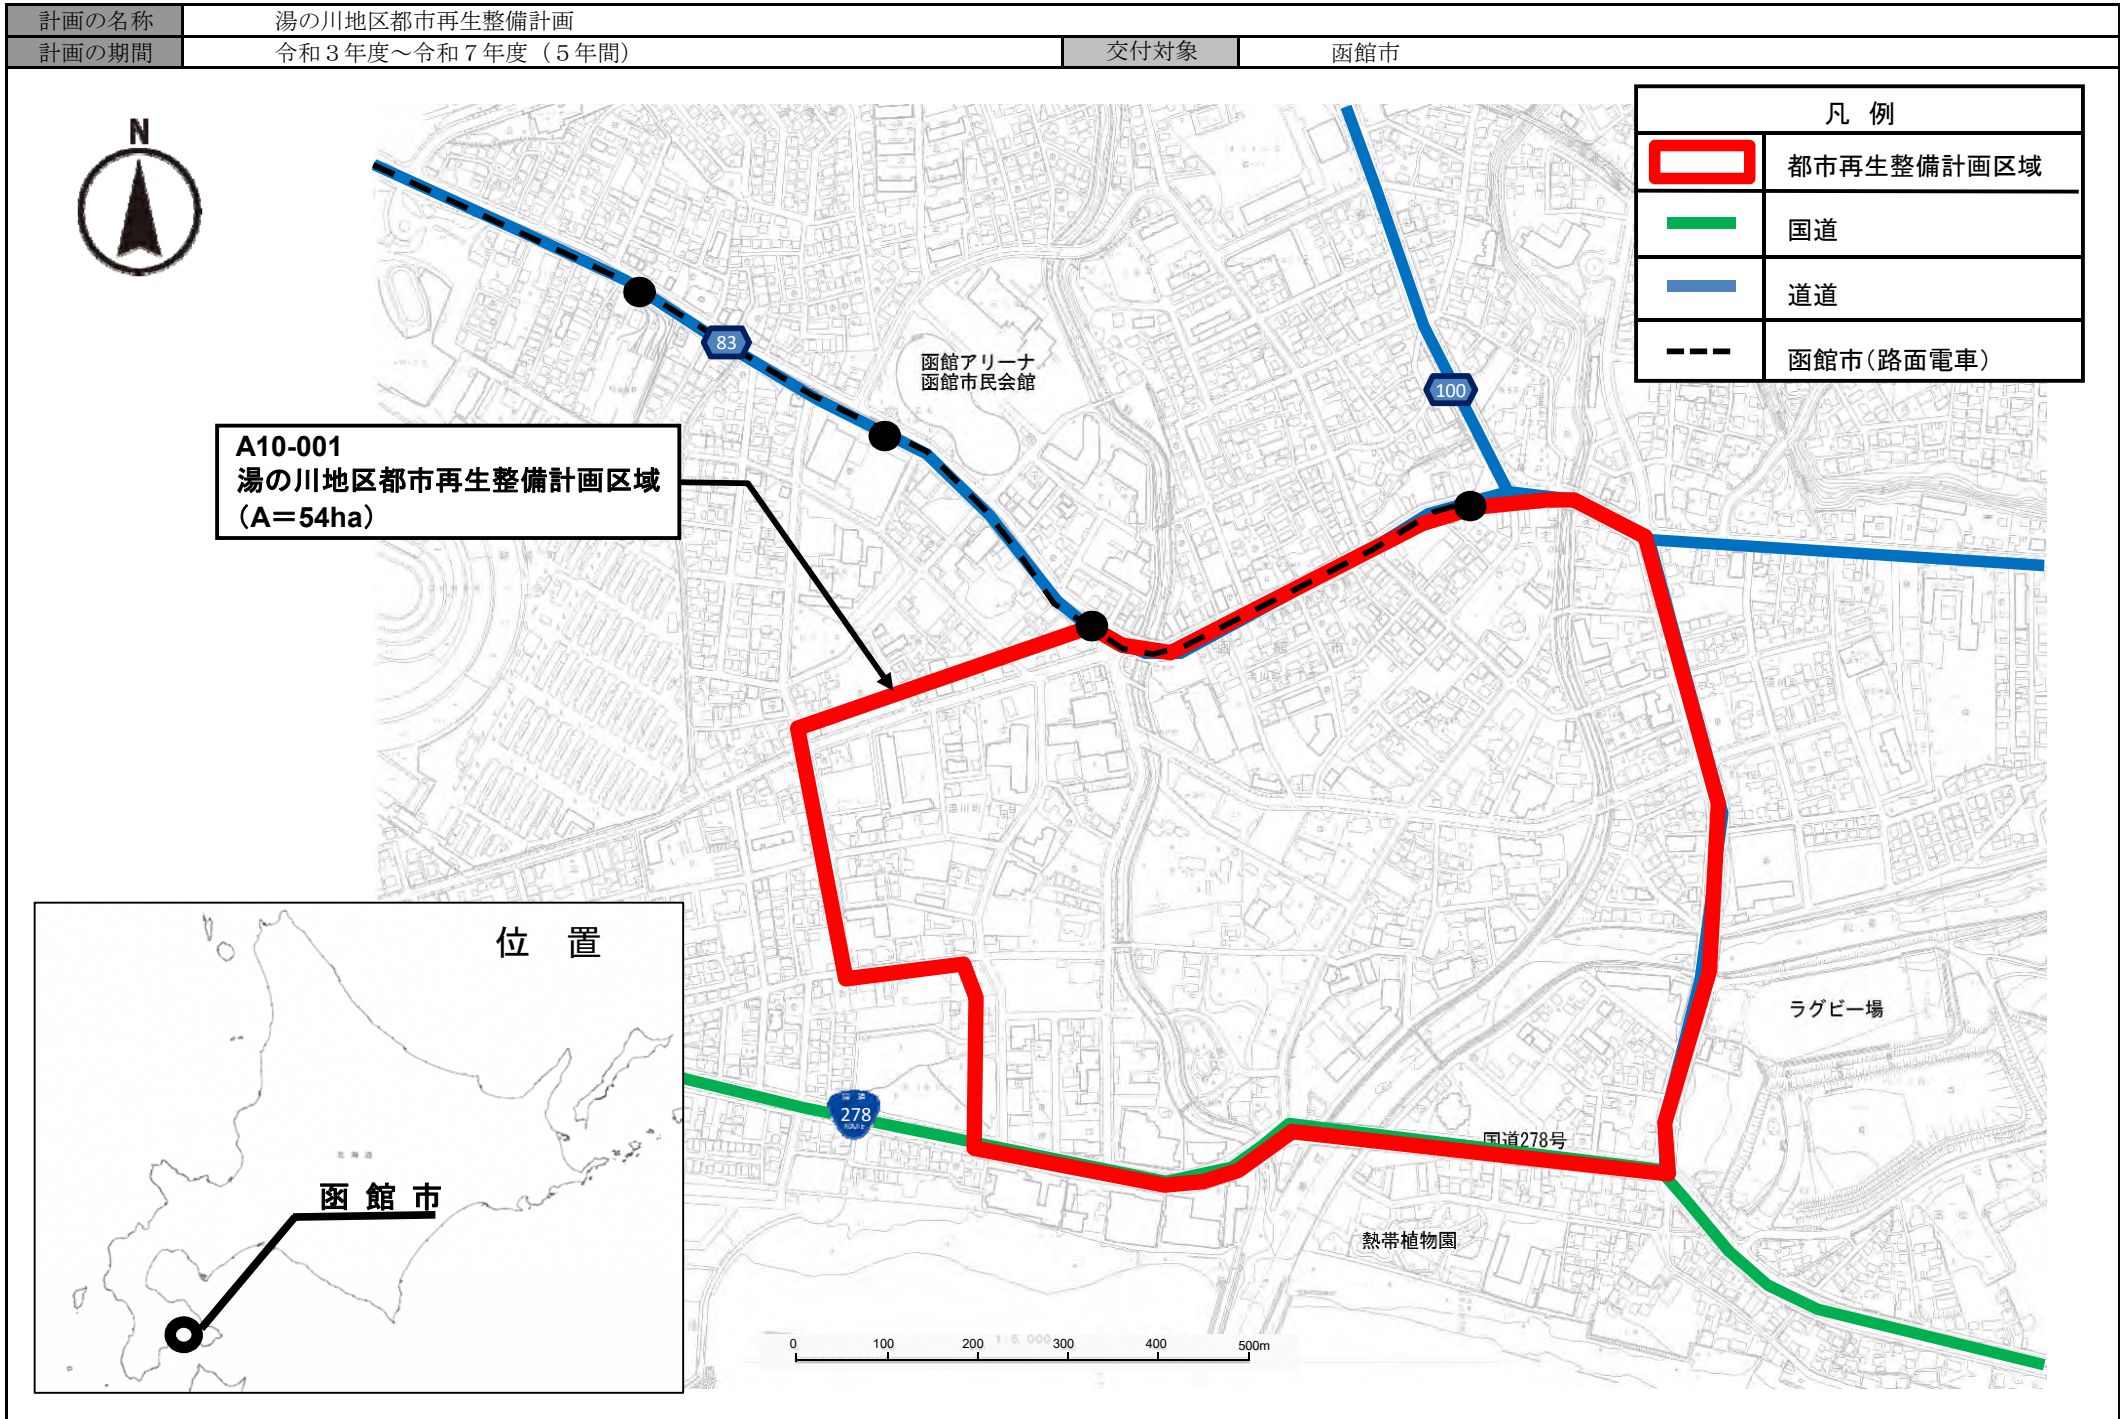 計画の名称 湯の川地区都市再生整備計画
計画の期間 令和３年度～令和７年度（５年間） 交付対象 函館市
N
凡 例
都市再生整備計画区域
国道
道道
函館市（路面電車）
83
函館アリーナ
函館市民会館
100
A10-001
湯の川地区都市再生整備計画区域
（A＝54ha）
位 置
北 海 道
函 館 市
ラグビー場
278
国道278号
熱帯植物園
1:5,000
0 100 200 300 400 500m